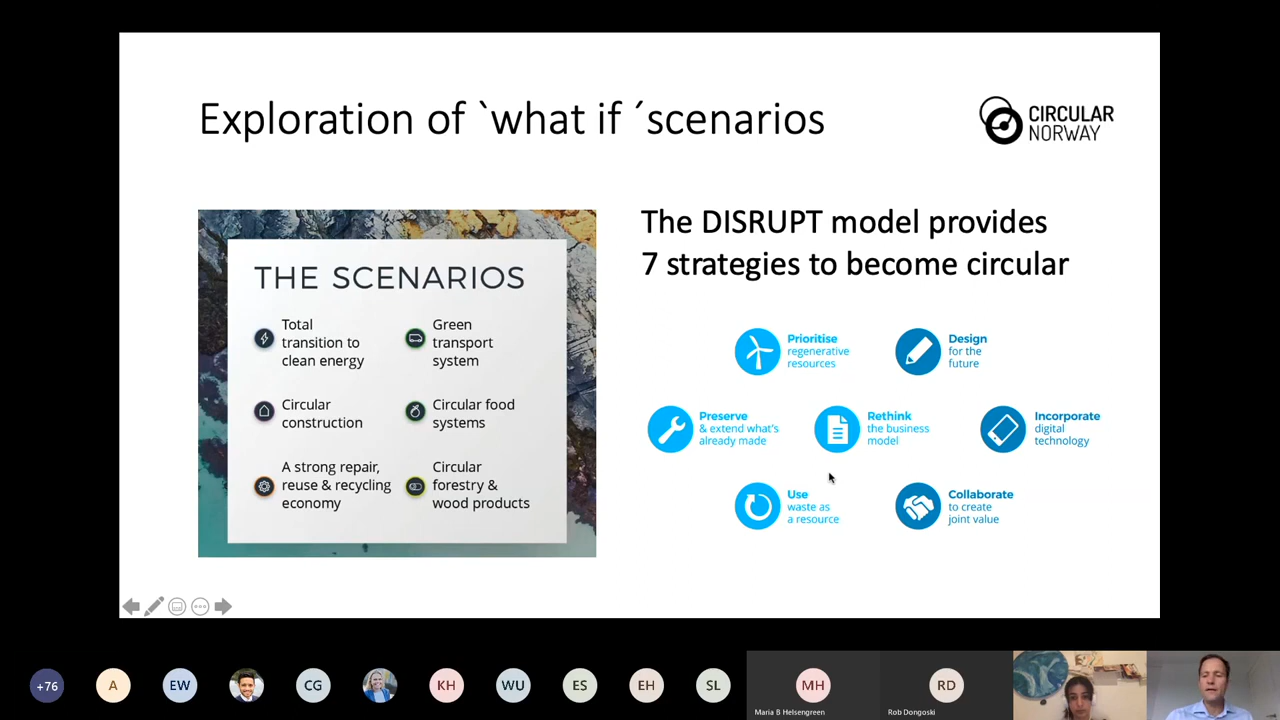 Exploration of `what if ´scenarios
CIRCULAR
NORWAY
THE SCENARIOS
Total
transition to
clean energy
Green
transport
system
Circular
construction
Circular food
systems
A strong repair,
reuse & recycling
economy
Circular
forestry &
wood products
The DISRUPT model provides
7 strategies to become circular
Prioritise
regenerative
resources
Design
for the
future
Preserve
& extend what's
already made
Rethink
the business
model
Incorporate
digital
technology
Use
waste as
a resource
Collaborate
to create
joint value
+76
A
EW
CG
KH
WU
ES
EH
SL
MH
Maria B Helsengreen
RD
Rob Dongoski